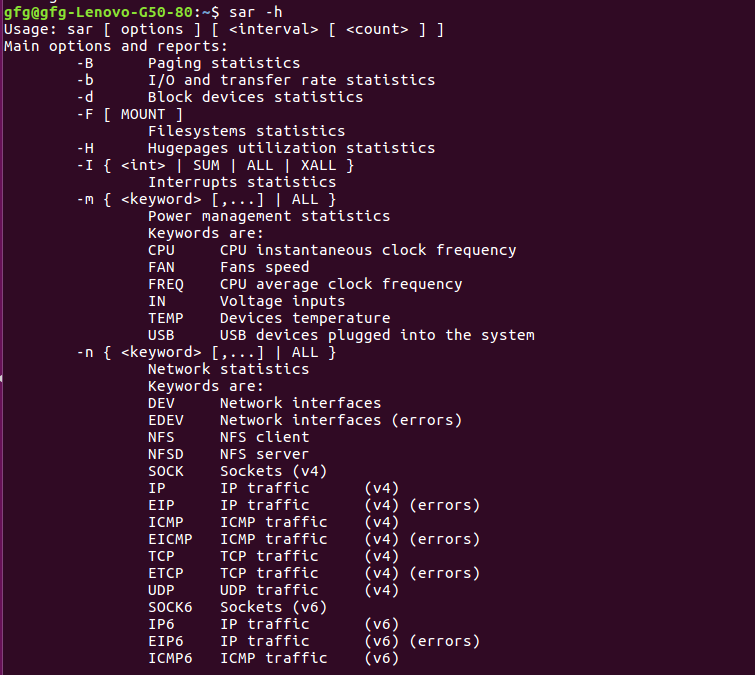 gfg@gfg-Lenovo-G50-80:~$ sar -h
Usage: sar [ options ] [ <interval> [ <count> ] ]
Main options and reports:
        -B      Paging statistics
        -b      I/O and transfer rate statistics
        -d      Block devices statistics
        -F [ MOUNT ]
                Filesystems statistics
        -H      Hugepages utilization statistics
        -I { <int> | SUM | ALL | XALL }
                Interrupts statistics
        -m { <keyword> [,...] | ALL }
                Power management statistics
                Keywords are:
                CPU     CPU instantaneous clock frequency
                FAN     Fans speed
                FREQ    CPU average clock frequency
                IN      Voltage inputs
                TEMP    Devices temperature
                USB     USB devices plugged into the system
        -n { <keyword> [,...] | ALL }
                Network statistics
                Keywords are:
                DEV     Network interfaces
                EDEV    Network interfaces (errors)
                NFS     NFS client
                NFSD    NFS server
                SOCK    Sockets (v4)
                IP      IP traffic      (v4)
                EIP     IP traffic      (v4) (errors)
                ICMP    ICMP traffic    (v4)
                EICMP   ICMP traffic    (v4) (errors)
                TCP     TCP traffic     (v4)
                ETCP    TCP traffic     (v4) (errors)
                UDP     UDP traffic     (v4)
                SOCK6   Sockets (v6)
                IP6     IP traffic      (v6)
                EIP6    IP traffic      (v6) (errors)
                ICMP6   ICMP traffic    (v6)